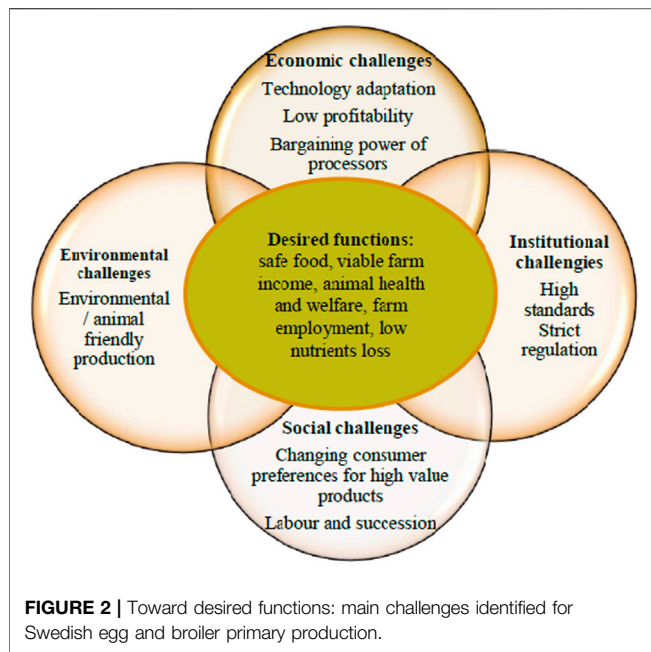 Economic challenges
Technology adaptation
Low profitability
Bargaining power of
processors
Environmental
challenges
Environmental
/ animal
friendly
production
Desired functions:
safe food, viable farm
income, animal health
and welfare, farm
employment, low
nutrients loss
Institutional
challengies
High
standards
Strict
regulation
Social challenges
Changing consumer
preferences for high value
products
Labour and succession
FIGURE 2 | Toward desired functions: main challenges identified for
Swedish egg and broiler primary production.